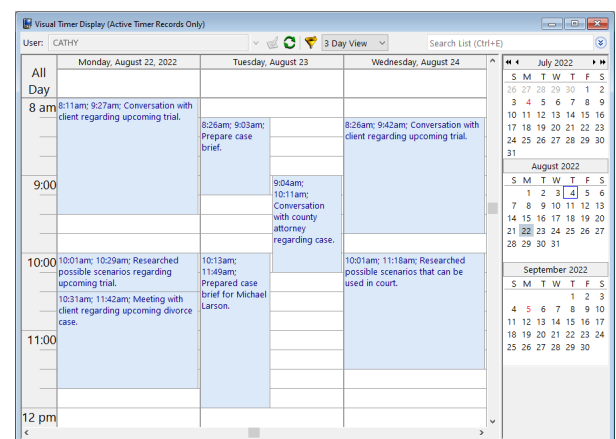 Visual Timer Display (Active Timer Records Only)
User: CATHY 3 Day View Search List (Ctrl+E)
Monday, August 22, 2022 Tuesday, August 23 Wednesday, August 24
All
Day
8 am
9:00
10:00
11:00
12 pm
8:11am; 9:27am; Conversation with
client regarding upcoming trial.
10:01am; 10:29am; Researched
possible scenarios regarding
upcoming trial.
10:31am; 11:42am; Meeting with
client regarding upcoming divorce
case.
8:26am; 9:03am;
Prepare case
brief.
9:04am;
10:11am;
Conversation
with county
attorney
regarding case.
10:13am;
11:49am;
Prepared case
brief for Michael
Larson.
8:26am; 9:42am; Conversation with
client regarding upcoming trial.
10:01am; 11:18am; Researched
possible scenarios that can be
used in court.
July 2022
S M T W T F S
26 27 28 29 30 1 2
3 4 5 6 7 8 9
10 11 12 13 14 15 16
17 18 19 20 21 22 23
24 25 26 27 28 29 30
31
August 2022
S M T W T F S
1 2 3 4 5 6
7 8 9 10 11 12 13
14 15 16 17 18 19 20
21 22 23 24 25 26 27
28 29 30 31
September 2022
S M T W T F S
1 2 3
4 5 6 7 8 9 10
11 12 13 14 15 16 17
18 19 20 21 22 23 24
25 26 27 28 29 30